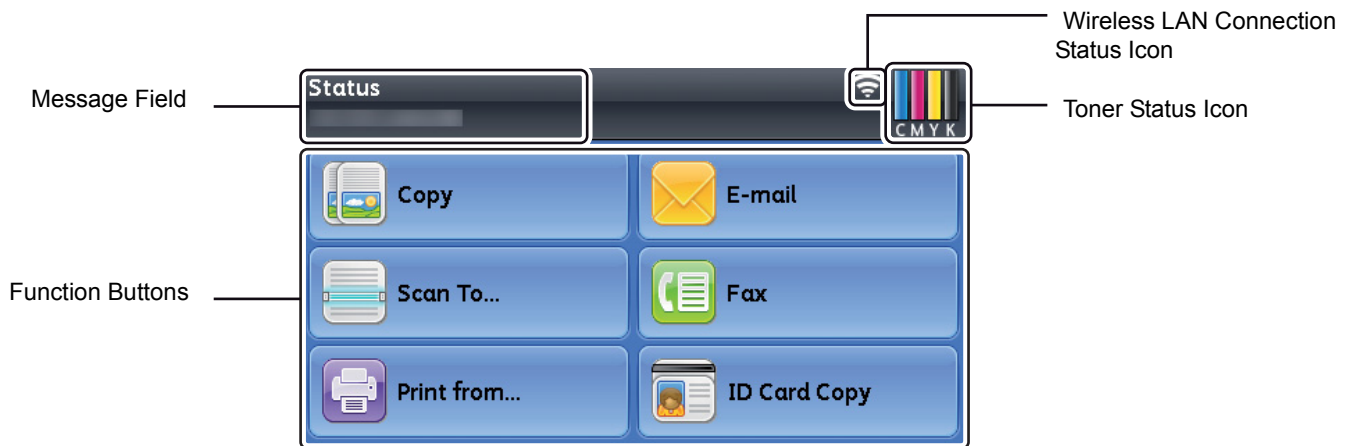 Wireless LAN Connection
Status Icon
Message Field
Status
Toner Status Icon
C M Y K
Copy
E-mail
Function Buttons
Scan To...
Fax
Print from...
ID Card Copy